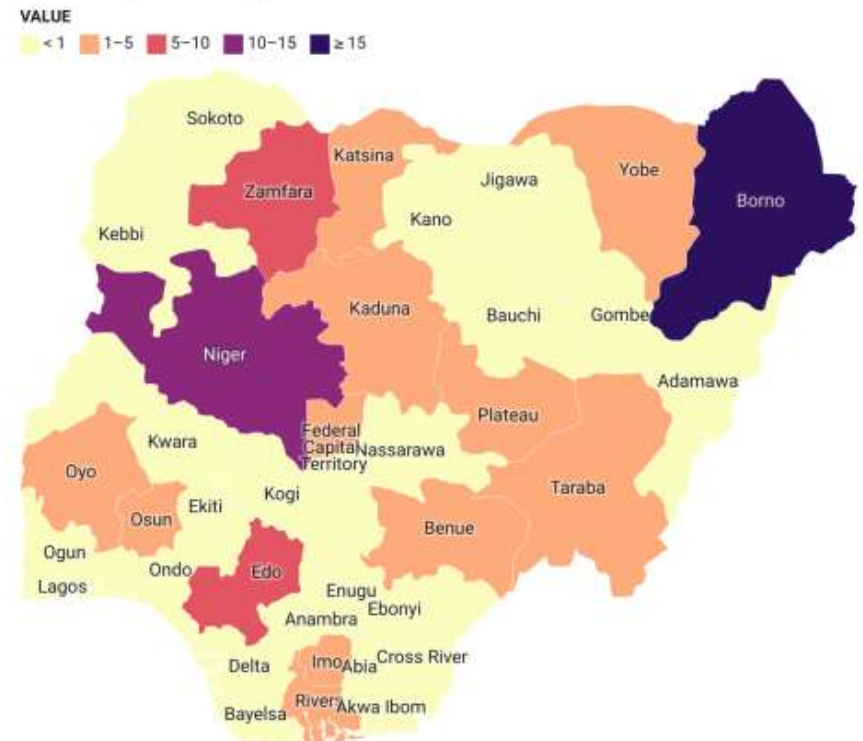 VALUE
< 1 1–5 5–10 10–15 ≥ 15
Sokoto
Katsina
Yobe
Jigawa
Zamfara
Borno
Kano
Kebbi
Kaduna
Bauchi
Gombe
Niger
Adamawa
Plateau
Federal
Capital
Territory
Nassarawa
Kwara
Oyo
Taraba
Kogi
Ekiti
Osun
Benue
Ogun
Ondo
Edo
Lagos
Enugu
Ebonyi
Anambra
Delta
Imo
Abia
Cross River
Rivers
Akwa Ibom
Bayelsa